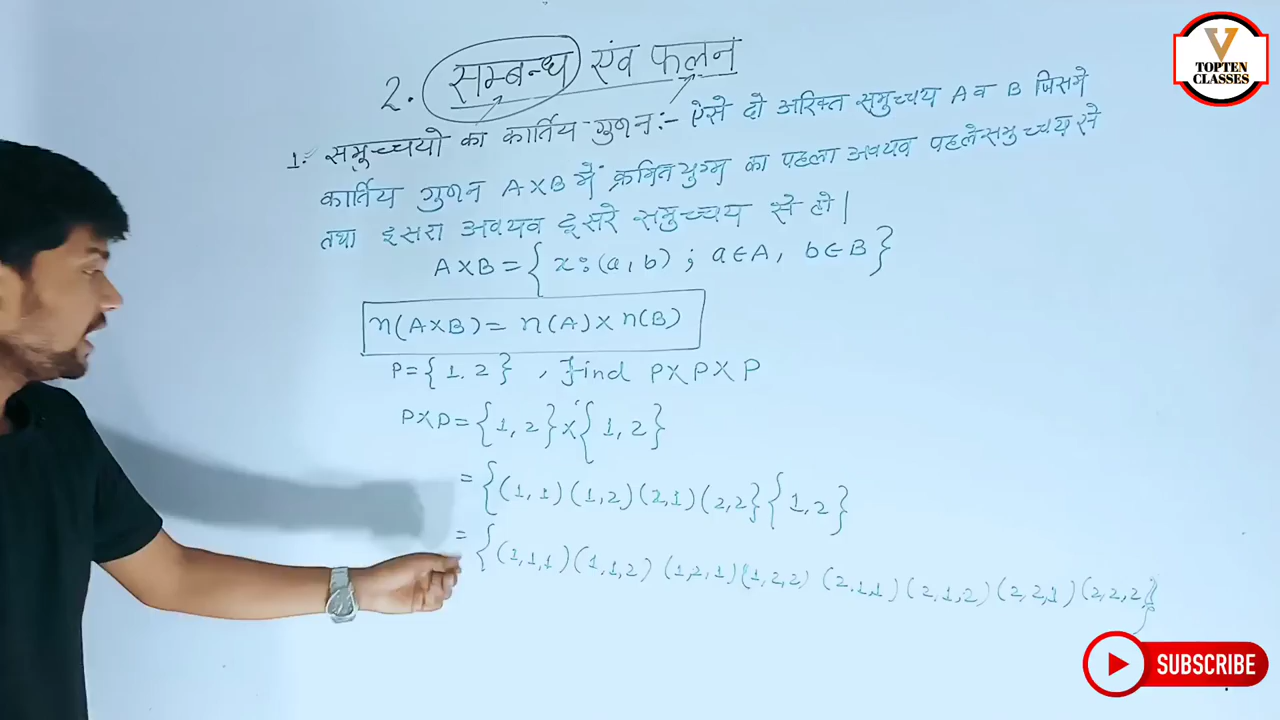 TOPTEN
CLASSES
2. सम्बन्ध एंव फलन
1:- समुच्चयो का कार्तिय गुणन:- ऐसे दो अरिक्त समुच्चय A व B जिसमे
कार्तिय गुणन A×B में क्रमितयुग्म का पहला अवयव पहले समुच्चय से
तथा दूसरा अवयव दूसरे समुच्चय से हो|
A×B = { x:(a,b) ; a∈A, b∈B }
n(A×B) = n(A)× n(B)
P={ 1.2 } , find P×P×P
P×P = {1,2}×{1,2}
= {(1,1)(1,2)(2,1)(2,2}{1,2}
= {(1,1,1)(1,1,2) (1,2,1)(1,2,2) (2.1,1)(2.1,2)(2,2,1)(2,2,2)}
SUBSCRIBE